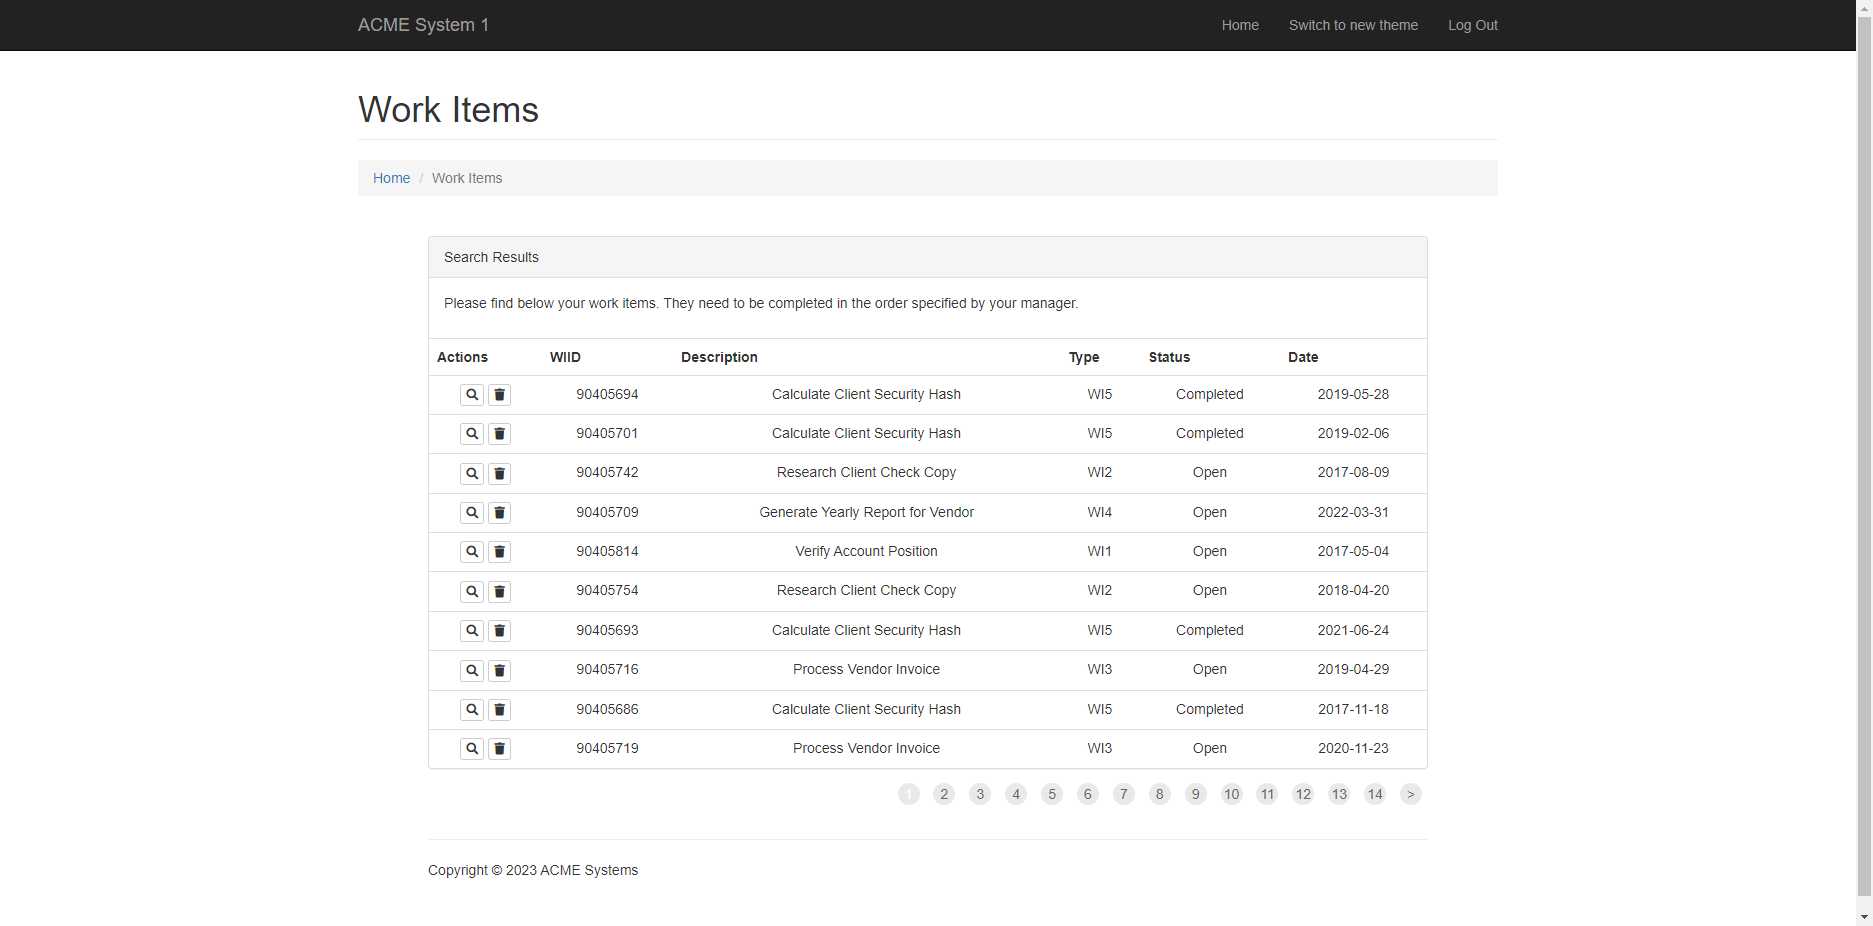 ACME System 1 Home Switch to new theme Log Out
Work Items
Home / Work Items
Search Results
Please find below your work items. They need to be completed in the order specified by your manager.
Actions WIID Description Type Status Date
90405694 Calculate Client Security Hash WI5 Completed 2019-05-28
90405701 Calculate Client Security Hash WI5 Completed 2019-02-06
90405742 Research Client Check Copy WI2 Open 2017-08-09
90405709 Generate Yearly Report for Vendor WI4 Open 2022-03-31
90405814 Verify Account Position WI1 Open 2017-05-04
90405754 Research Client Check Copy WI2 Open 2018-04-20
90405693 Calculate Client Security Hash WI5 Completed 2021-06-24
90405716 Process Vendor Invoice WI3 Open 2019-04-29
90405686 Calculate Client Security Hash WI5 Completed 2017-11-18
90405719 Process Vendor Invoice WI3 Open 2020-11-23
1 2 3 4 5 6 7 8 9 10 11 12 13 14 >
Copyright © 2023 ACME Systems